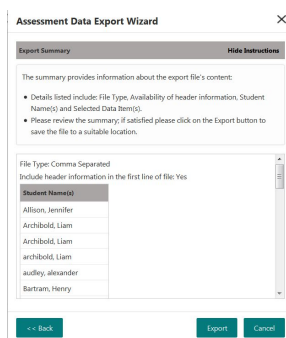 Assessment Data Export Wizard
Export Summary Hide Instructions
The summary provides information about the export file's content:
• Details listed include: File Type, Availability of header information, Student
Name(s) and Selected Data Item(s).
• Please review the summary; if satisfied please click on the Export button to
save the file to a suitable location.
File Type: Comma Separated
Include header information in the first line of file: Yes
Student Name(s)
Allison, Jennifer
Archibold, Liam
Archibold, Liam
archibold, Liam
audley, alexander
Bartram, Henry
<< Back Export Cancel